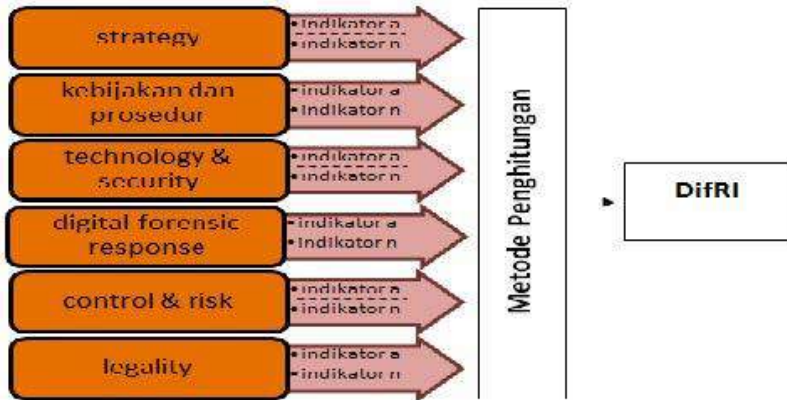 strategy
• indikator a
• indikator n
kebijakan dan
prosedur
• indikator a
• indikator n
technology &
security
• indikator a
• indikator n
digital forensic
response
• indikator a
• indikator n
control & risk
• indikator a
• indikator n
legality
• indikator a
• indikator n
Metode Penghitungan
DifRI